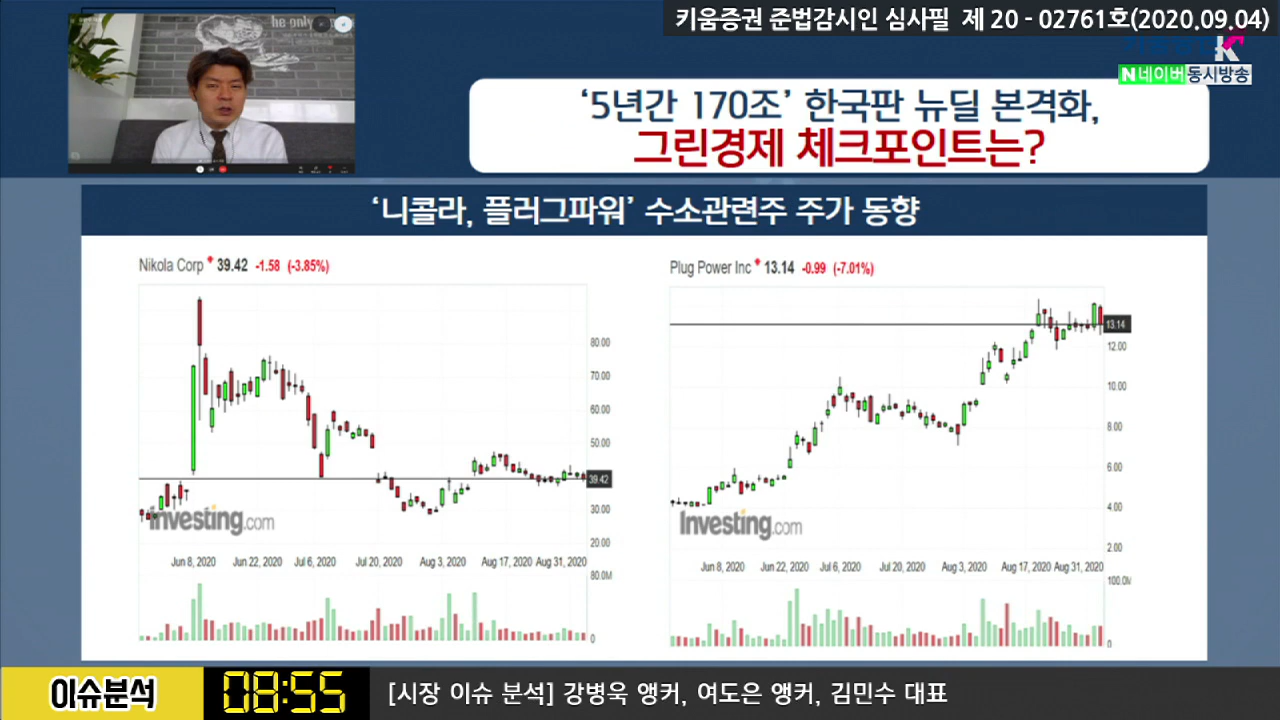 키움증권 준법감시인 심사필 제 20 - 02761호(2020.09.04)
K
N네이버 동시방송
‘5년간 170조’ 한국판 뉴딜 본격화,
그린경제 체크포인트는?
‘니콜라, 플러그파워’ 수소관련주 주가 동향
Nikola Corp 39.42 -1.58 (-3.85%)
80.00
70.00
60.00
50.00
39.42
30.00
20.00
Investing.com
Jun 8, 2020 Jun 22, 2020 Jul 6, 2020 Jul 20, 2020 Aug 3, 2020 Aug 17, 2020 Aug 31, 2020
80.0M
0
Plug Power Inc 13.14 -0.99 (-7.01%)
13.14
12.00
10.00
8.00
6.00
4.00
2.00
Investing.com
Jun 8, 2020 Jun 22, 2020 Jul 6, 2020 Jul 20, 2020 Aug 3, 2020 Aug 17, 2020 Aug 31, 2020
100.0M
0
이슈분석
08:55
[시장 이슈 분석] 강병욱 앵커, 여도은 앵커, 김민수 대표